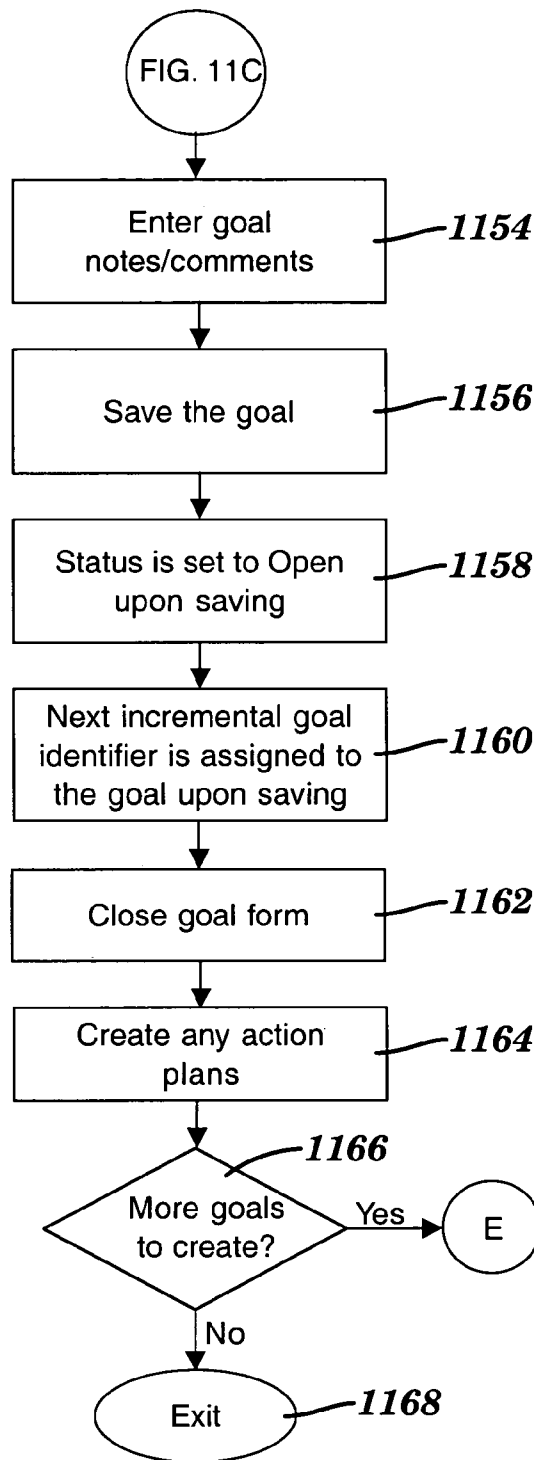 FIG. 11C
Enter goal
notes/comments
1154
Save the goal
1156
Status is set to Open
upon saving
1158
Next incremental goal
identifier is assigned to
the goal upon saving
1160
Close goal form
1162
Create any action
plans
1164
1166
More goals
to create?
Yes
E
No
Exit
1168